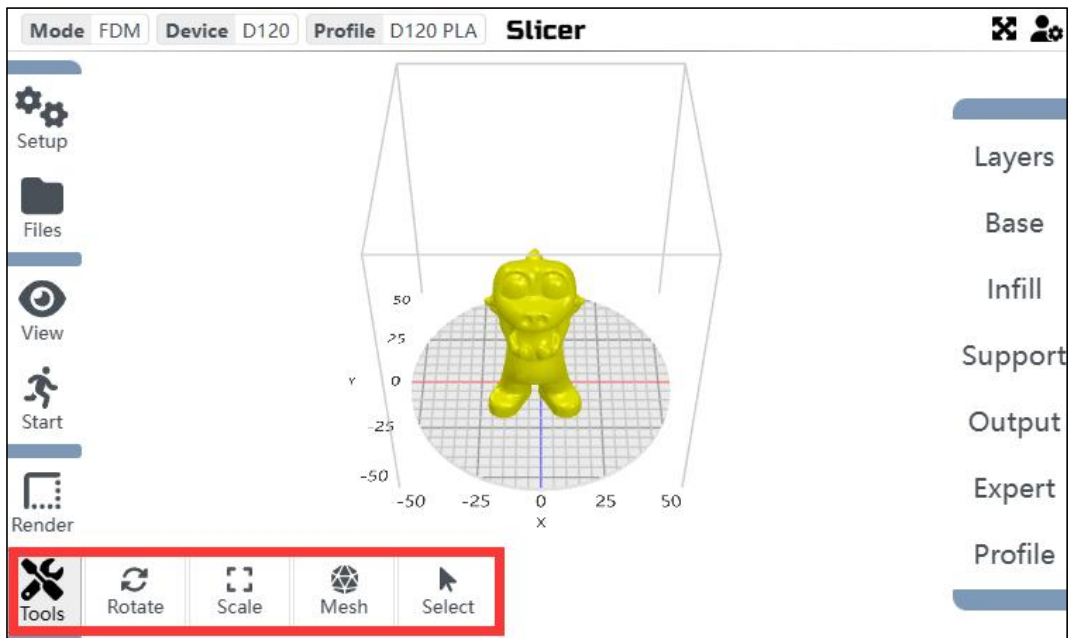 Mode FDM Device D120 Profile D120 PLA Slicer
Setup
Files
View
Start
Render
Tools Rotate Scale Mesh Select
50
25
Y 0
-25
-50
-50 -25 0 25 50
X
Layers
Base
Infill
Support
Output
Expert
Profile